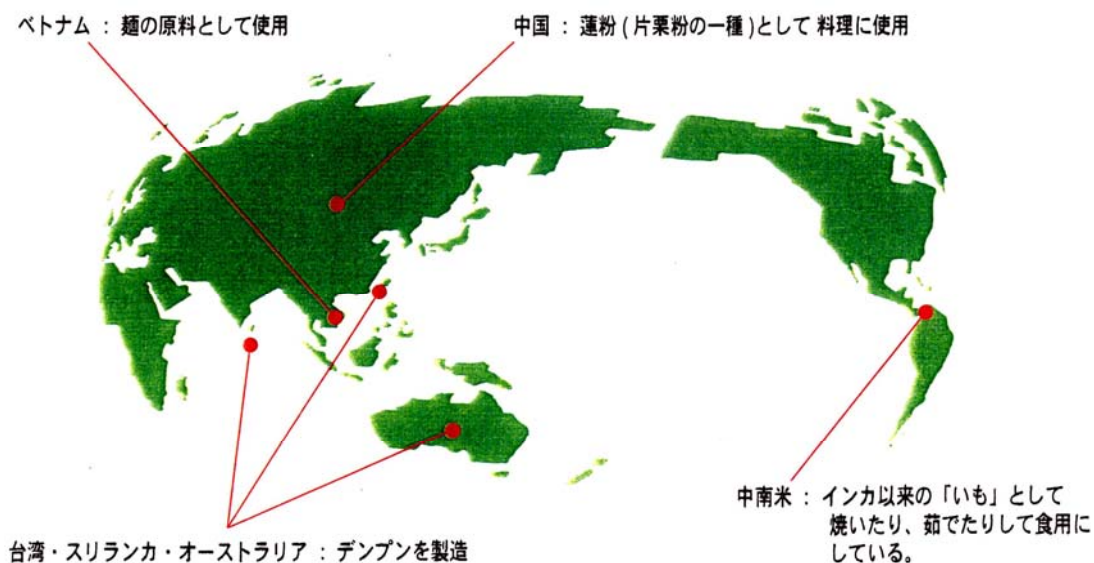 ベトナム : 麺の原料として使用
中国 : 蓮粉(片栗粉の一種)として 料理に使用
中南米 : インカ以来の「いも」として
焼いたり、茹でたりして食用に
している。
台湾・スリランカ・オーストラリア : デンプンを製造